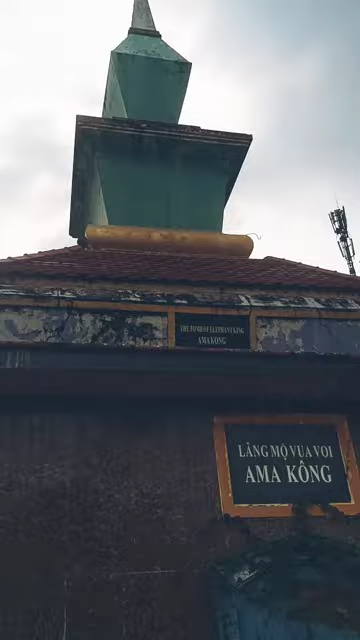 THE TOMB OF ELEPHANT KING
AMA KONG
LĂNG MỘ VUA VOI
AMA KÔNG